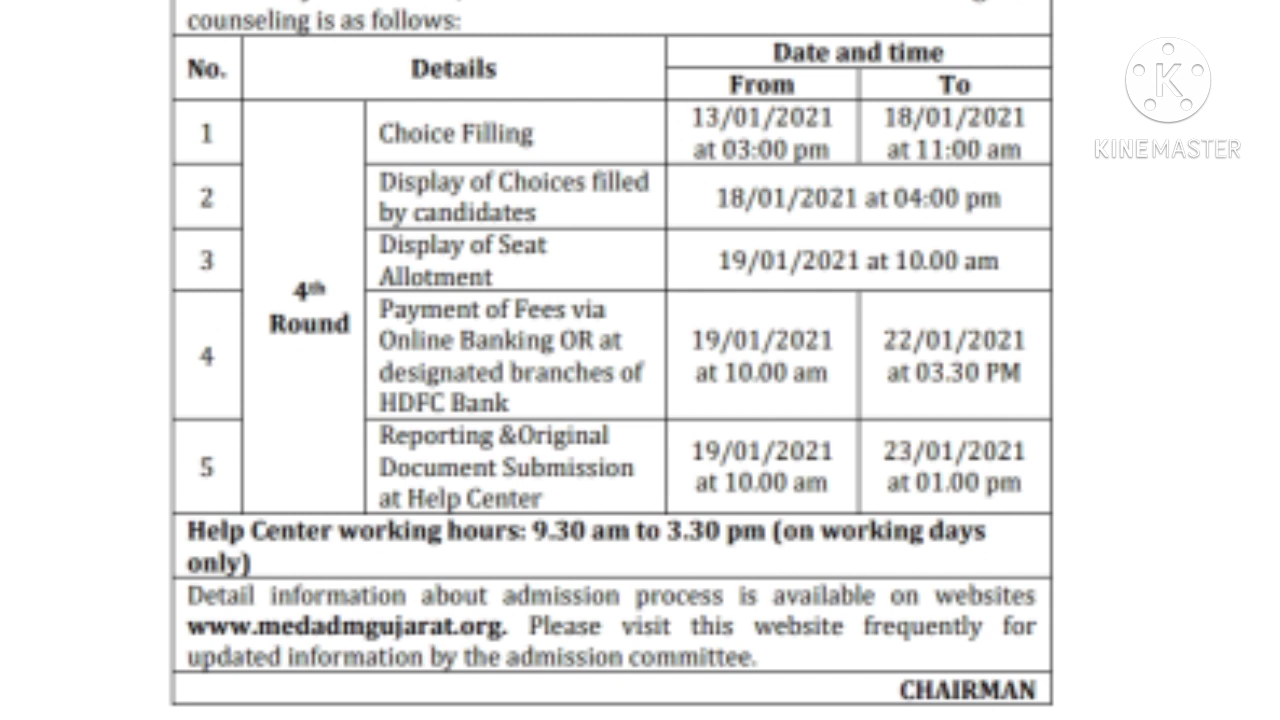 counseling is as follows:
No. Details Date and time
From To
1 Choice Filling 13/01/2021 at 03:00 pm 18/01/2021 at 11:00 am
2 Display of Choices filled by candidates 18/01/2021 at 04:00 pm
3 Display of Seat Allotment 19/01/2021 at 10.00 am
4th Round
4 Payment of Fees via Online Banking OR at designated branches of HDFC Bank 19/01/2021 at 10.00 am 22/01/2021 at 03.30 PM
5 Reporting &Original Document Submission at Help Center 19/01/2021 at 10.00 am 23/01/2021 at 01.00 pm
Help Center working hours: 9.30 am to 3.30 pm (on working days
only)
Detail information about admission process is available on websites
www.medadmgujarat.org. Please visit this website frequently for
updated information by the admission committee.
CHAIRMAN
K
KINEMASTER